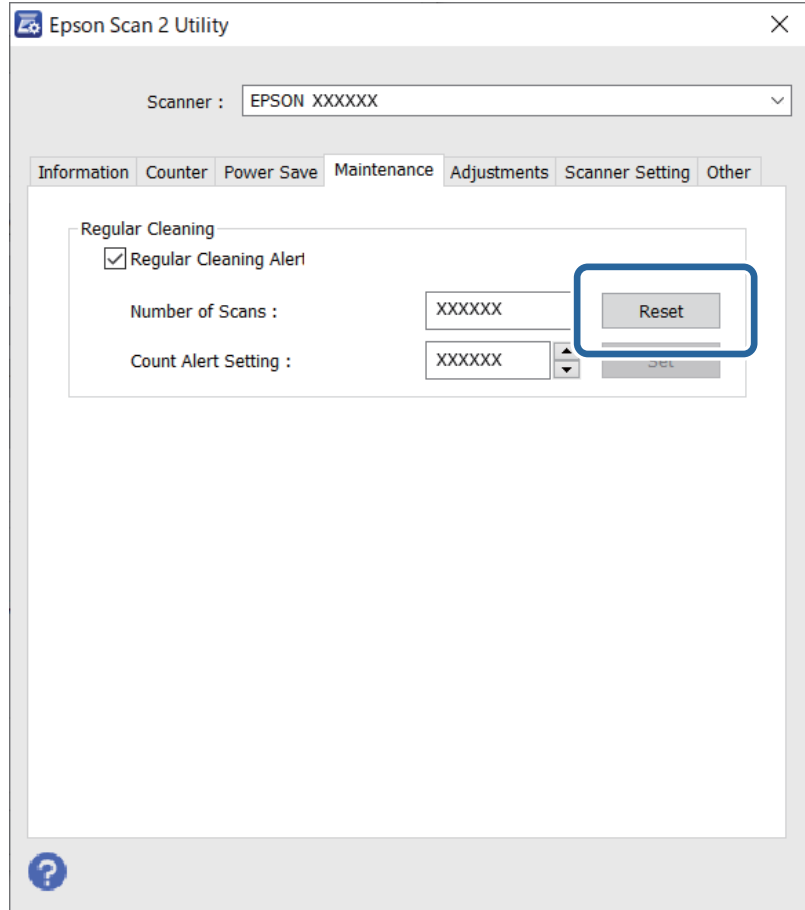 Epson Scan 2 Utility
Scanner : EPSON XXXXXX
Information Counter Power Save Maintenance Adjustments Scanner Setting Other
Regular Cleaning
Regular Cleaning Alert
Number of Scans : XXXXXX Reset
Count Alert Setting : XXXXXX Set